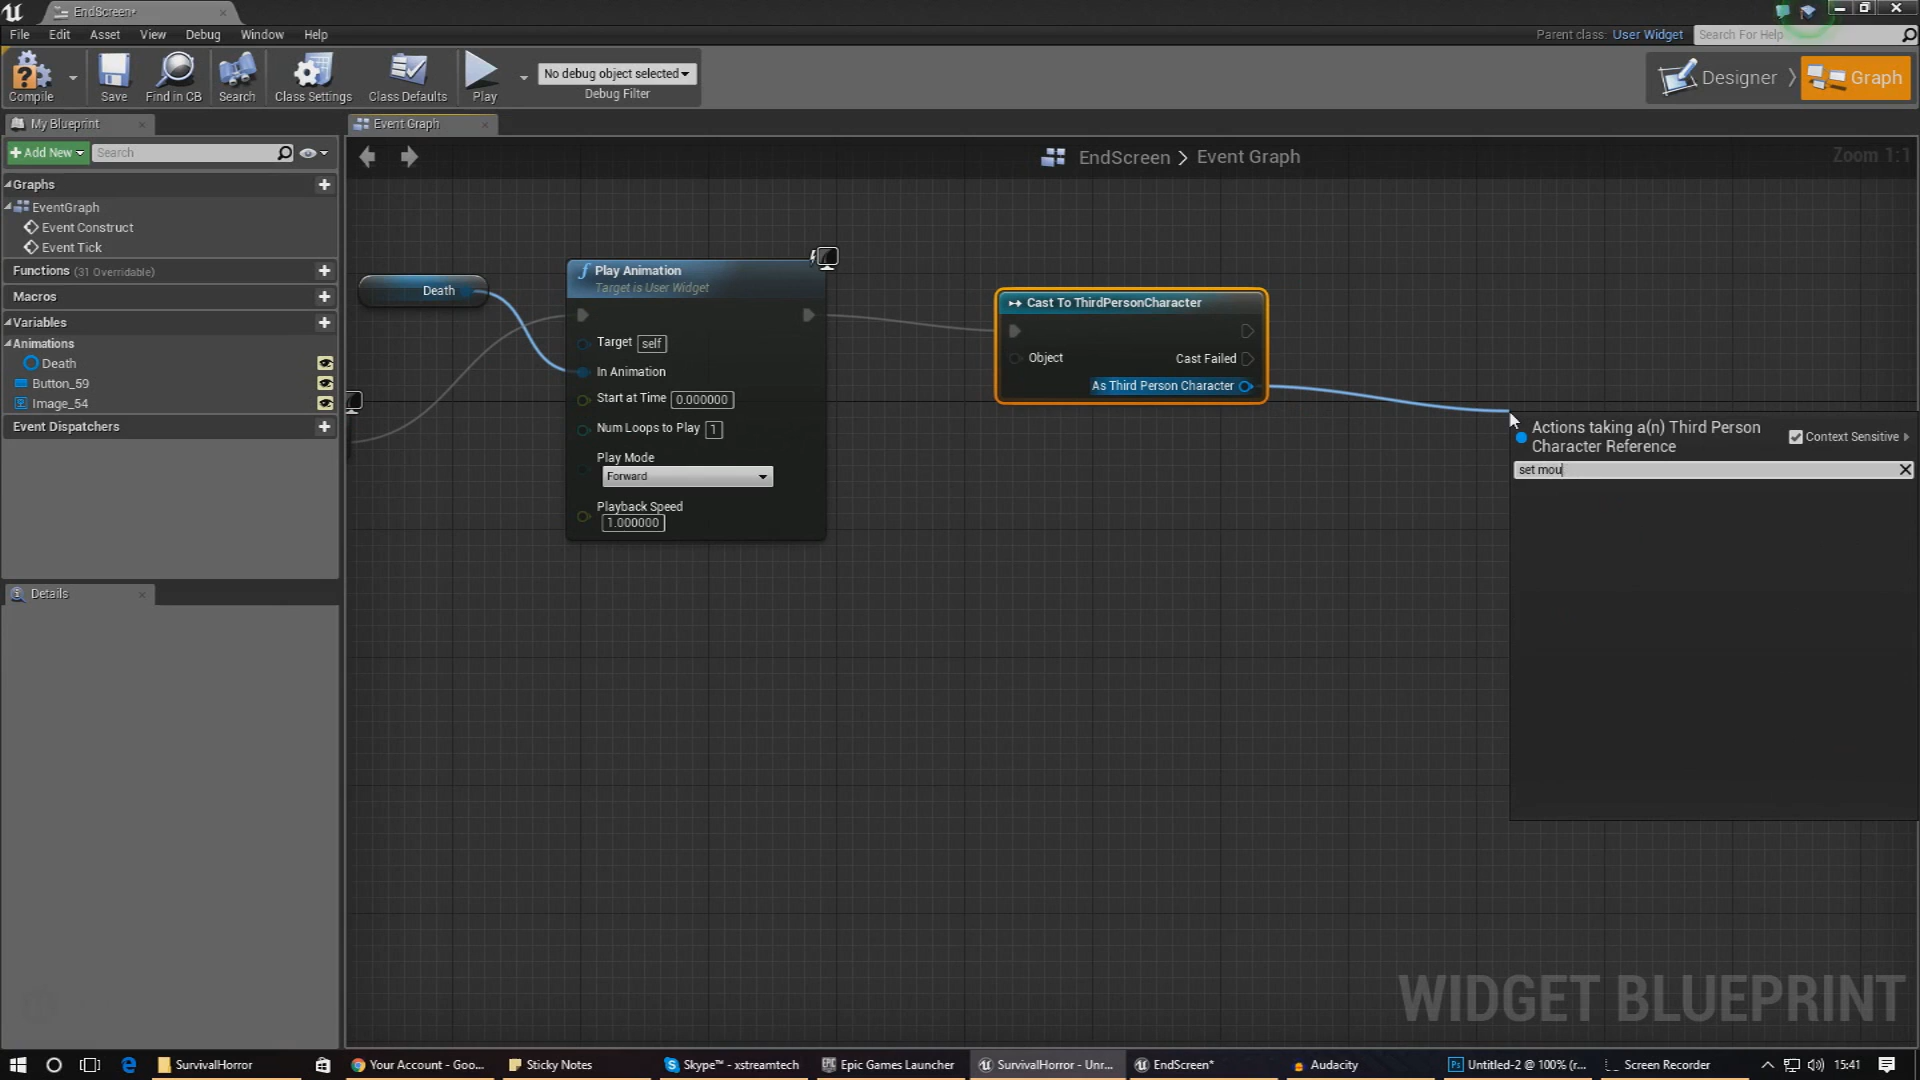 EndScreen*
File Edit Asset View Debug Window Help
Parent class: User Widget Search For Help
Compile Save Find in CB Search Class Settings Class Defaults Play
No debug object selected
Debug Filter
Designer Graph
My Blueprint
Event Graph
+ Add New Search
EndScreen > Event Graph
Zoom 1:1
Graphs
EventGraph
Event Construct
Event Tick
Functions (31 Overridable)
Macros
Variables
Animations
Death
Button_59
Image_54
Event Dispatchers
Details
Death
Play Animation
Target is User Widget
Target self
In Animation
Start at Time 0.000000
Num Loops to Play 1
Play Mode
Forward
Playback Speed
1.000000
Cast To ThirdPersonCharacter
Object
Cast Failed
As Third Person Character
Actions taking a(n) Third Person
Character Reference
Context Sensitive
set mou
WIDGET BLUEPRINT
SurvivalHorror
Your Account - Goo...
Sticky Notes
Skype™ - xstreamtech
Epic Games Launcher
SurvivalHorror - Unr...
EndScreen*
Audacity
Untitled-2 @ 100% (r...
Screen Recorder
15:41